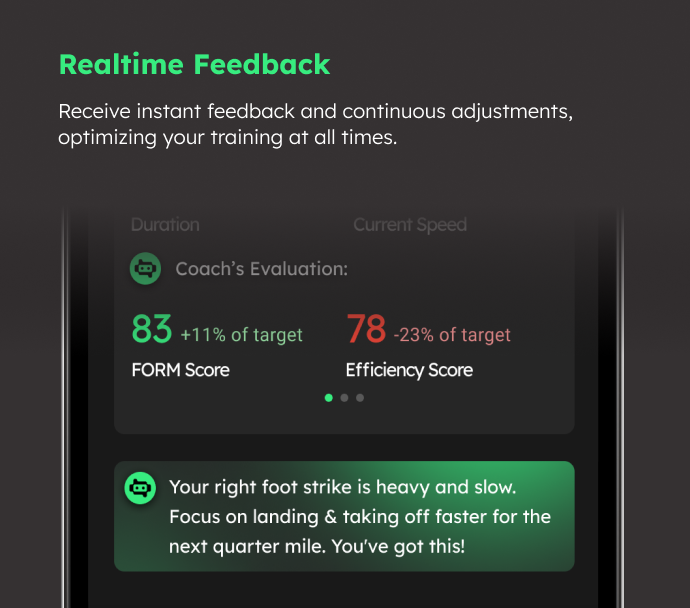 Realtime Feedback
Receive instant feedback and continuous adjustments,
optimizing your training at all times.
Duration Current Speed
Coach's Evaluation:
83 +11% of target 78 -23% of target
FORM Score Efficiency Score
Your right foot strike is heavy and slow.
Focus on landing & taking off faster for the
next quarter mile. You've got this!